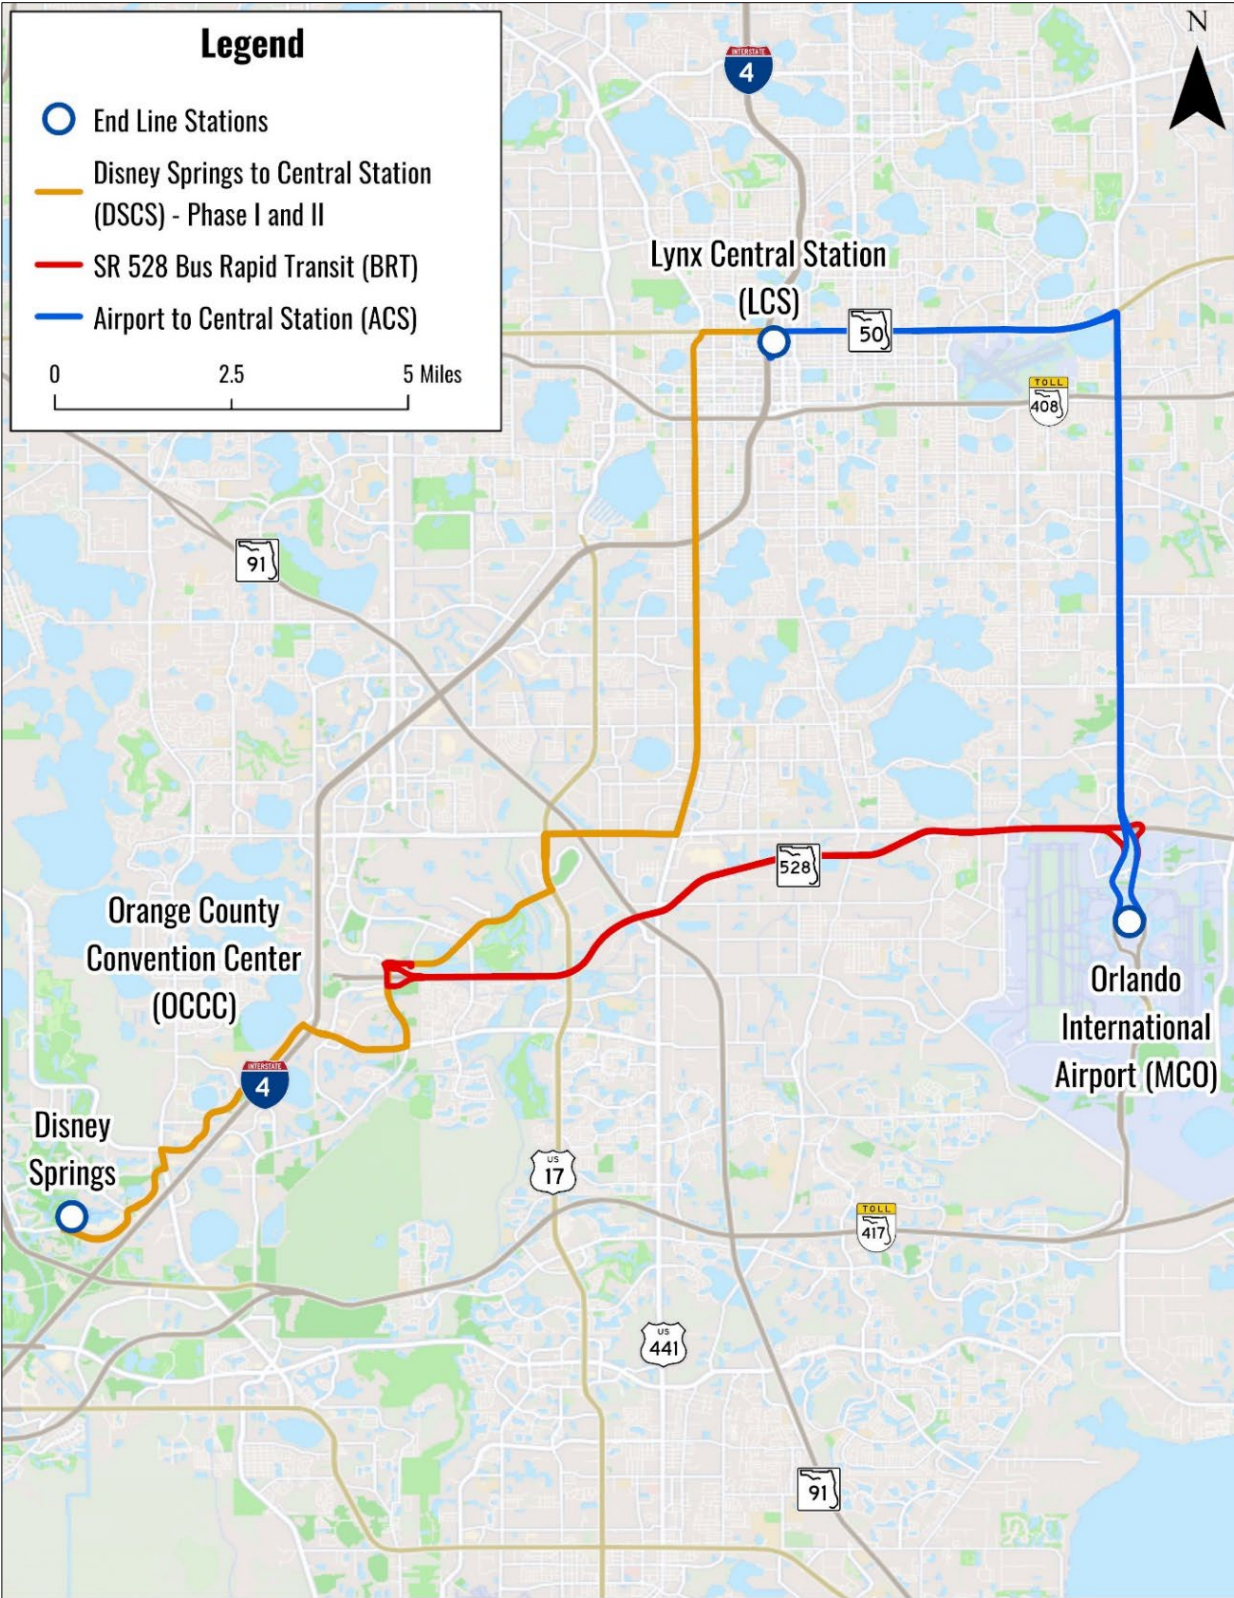 Legend
End Line Stations
Disney Springs to Central Station
(DSCS) - Phase I and II
SR 528 Bus Rapid Transit (BRT)
Airport to Central Station (ACS)
0 2.5 5 Miles
N
INTERSTATE
4
Lynx Central Station
(LCS)
50
TOLL
408
91
528
Orange County
Convention Center
(OCCC)
Orlando
International
Airport (MCO)
INTERSTATE
4
Disney
Springs
US
17
TOLL
417
US
441
91